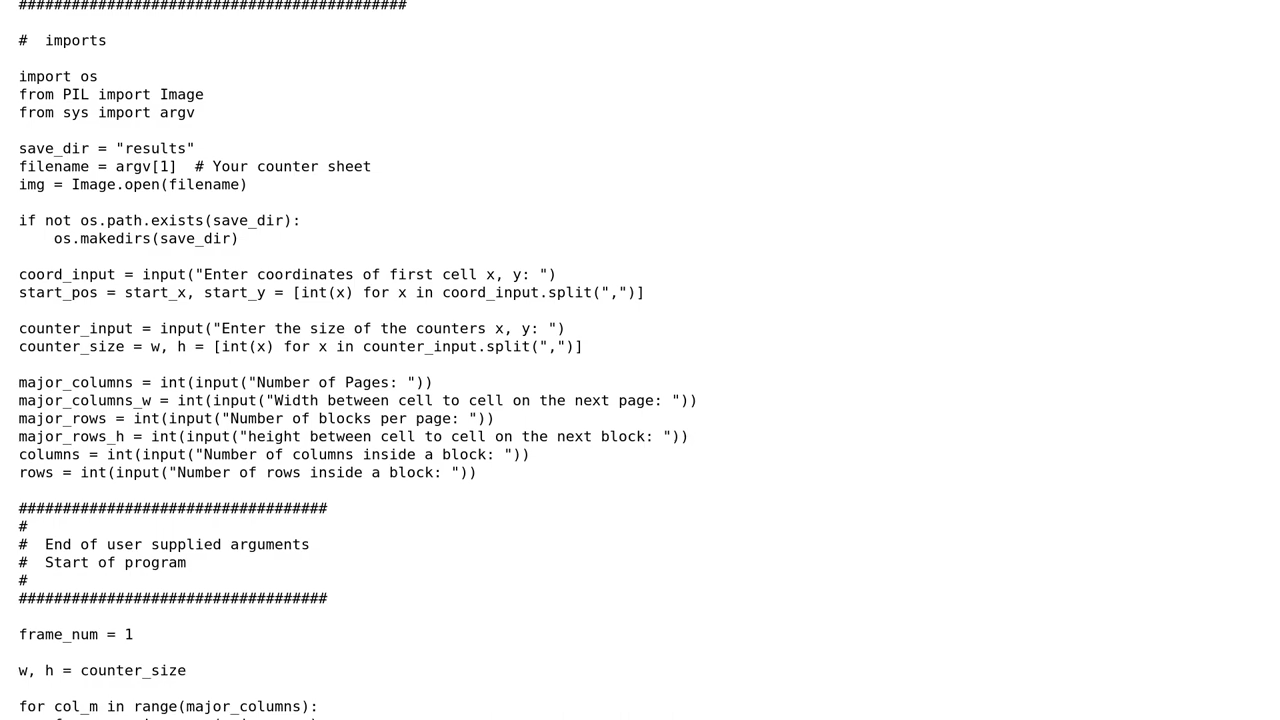 ############################################
#  imports
import os
from PIL import Image
from sys import argv
save_dir = "results"
filename = argv[1]  # Your counter sheet
img = Image.open(filename)
if not os.path.exists(save_dir):
    os.makedirs(save_dir)
coord_input = input("Enter coordinates of first cell x, y: ")
start_pos = start_x, start_y = [int(x) for x in coord_input.split(",")]
counter_input = input("Enter the size of the counters x, y: ")
counter_size = w, h = [int(x) for x in counter_input.split(",")]
major_columns = int(input("Number of Pages: "))
major_columns_w = int(input("Width between cell to cell on the next page: "))
major_rows = int(input("Number of blocks per page: "))
major_rows_h = int(input("height between cell to cell on the next block: "))
columns = int(input("Number of columns inside a block: "))
rows = int(input("Number of rows inside a block: "))
###################################
#
#  End of user supplied arguments
#  Start of program
#
###################################
frame_num = 1
w, h = counter_size
for col_m in range(major_columns):